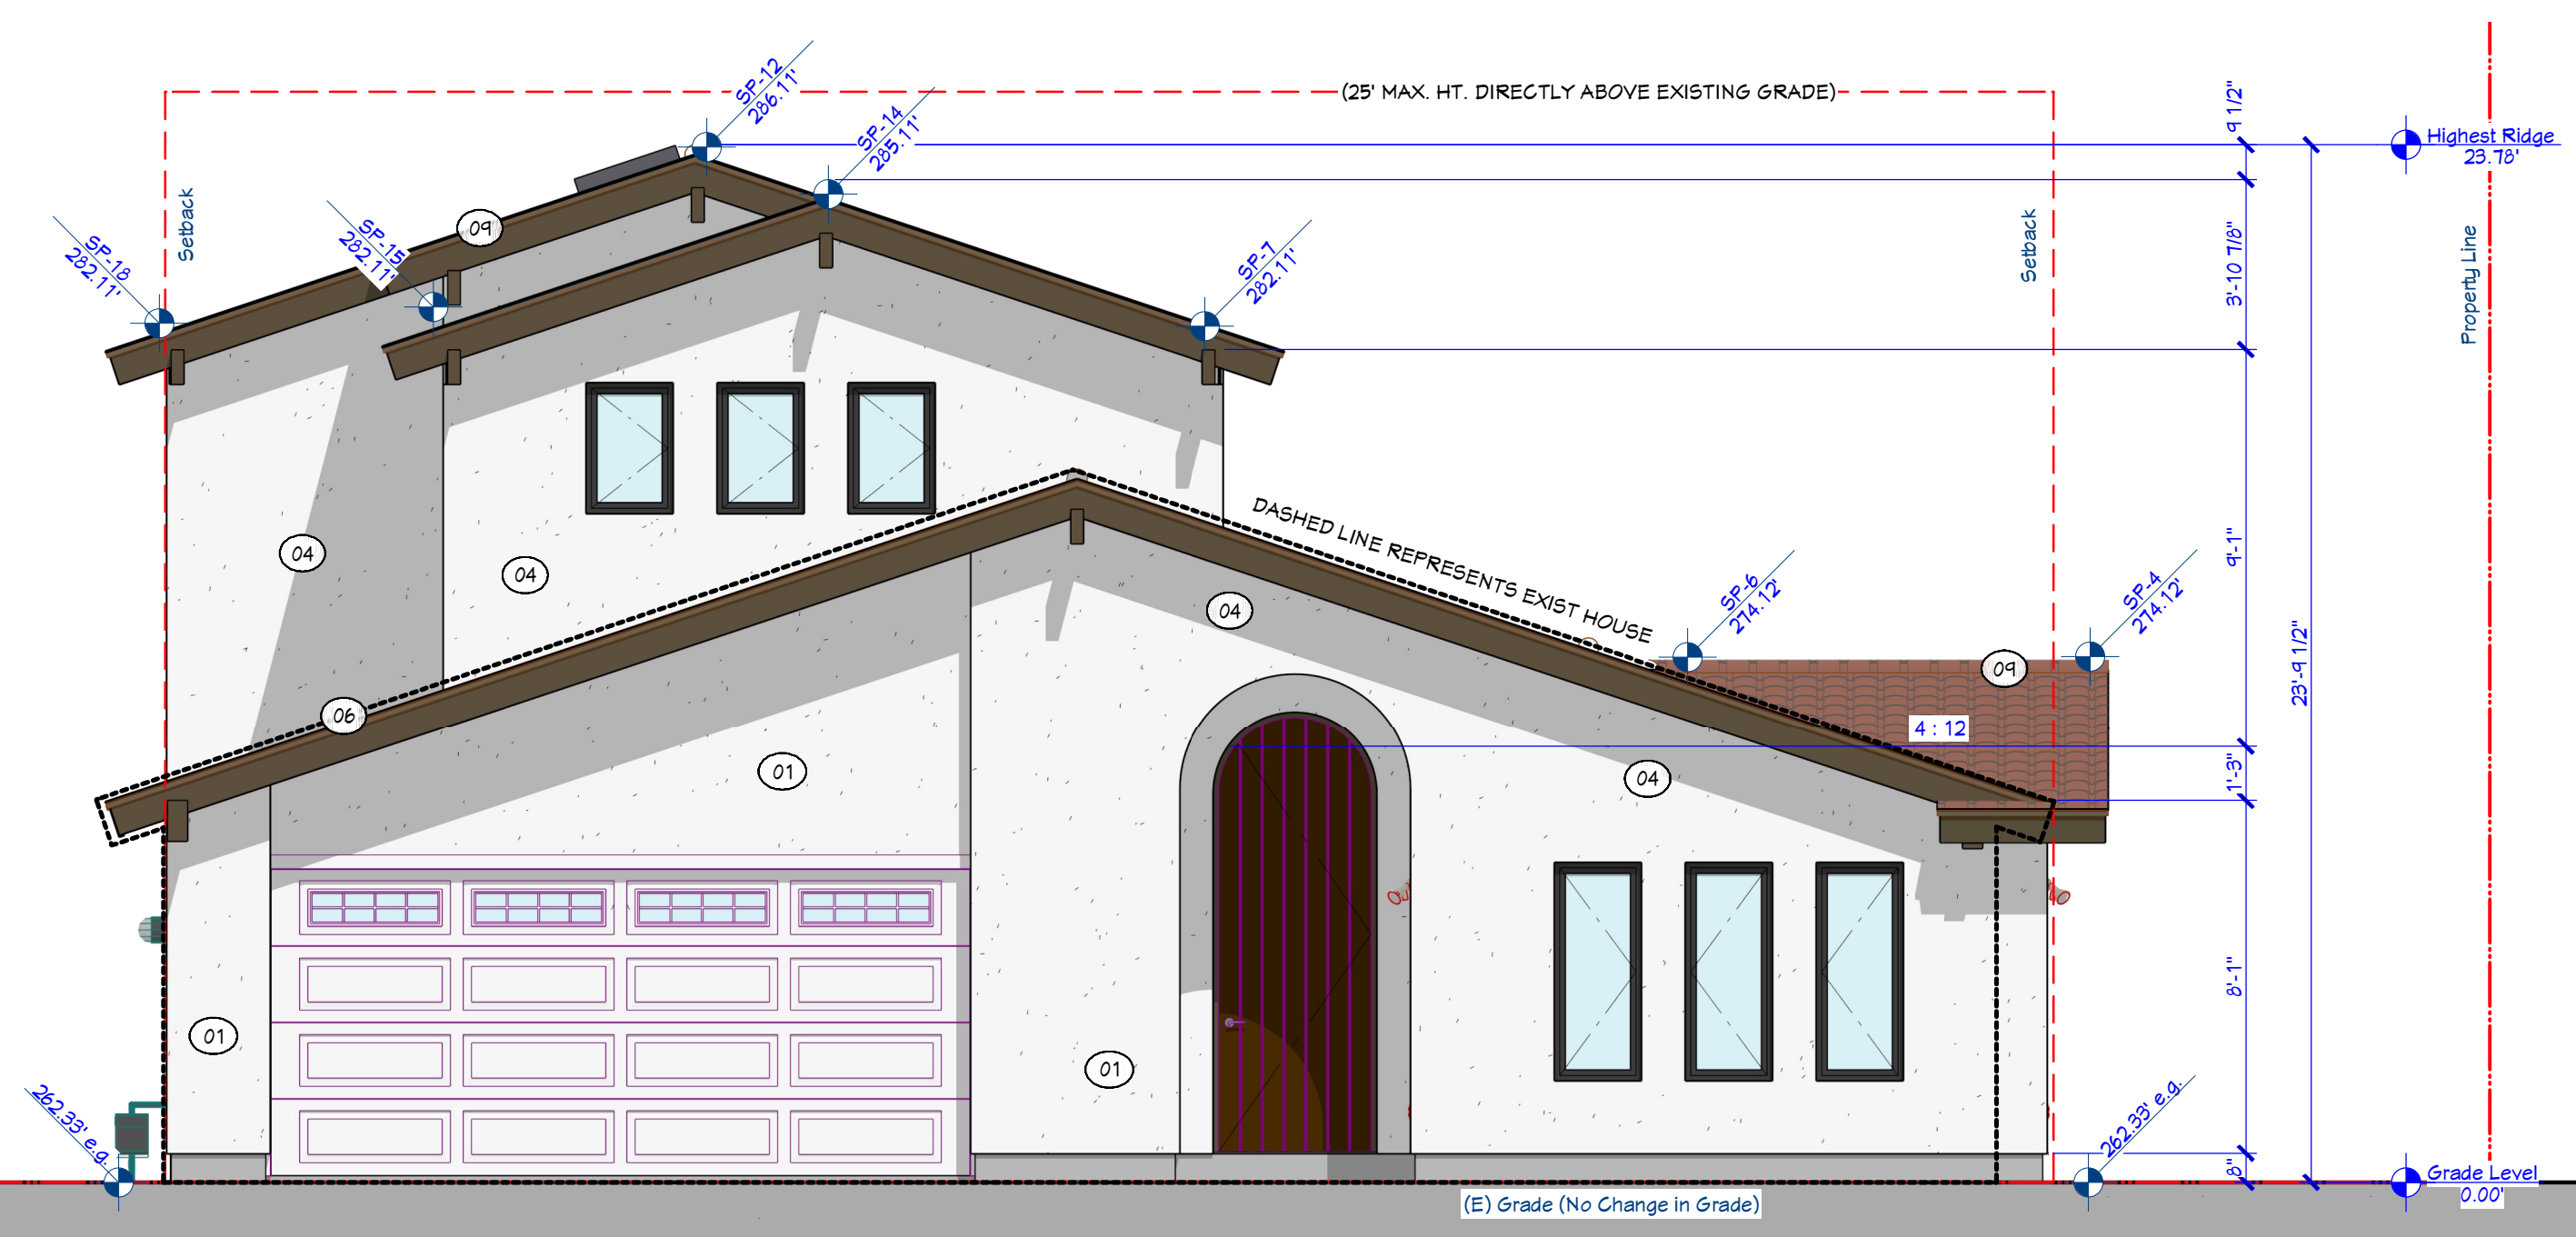 (25' MAX. HT. DIRECTLY ABOVE EXISTING GRADE)
SP-12
286.11'
SP-14
285.11'
9 1/2"
Highest Ridge
23.78'
Setback
SP-15
282.11'
SP-18
282.11'
09
SP-7
282.11'
Setback
3'-10 7/8"
Property Line
DASHED LINE REPRESENTS EXIST HOUSE
04
04
04
SP-6
274.12'
SP-4
274.12'
9'-1"
23'-9 1/2"
09
06
4 : 12
01
04
1'-3"
8'-1"
01
01
262.33' e.g.
262.33' e.g.
8"
Grade Level
0.00'
(E) Grade (No Change in Grade)